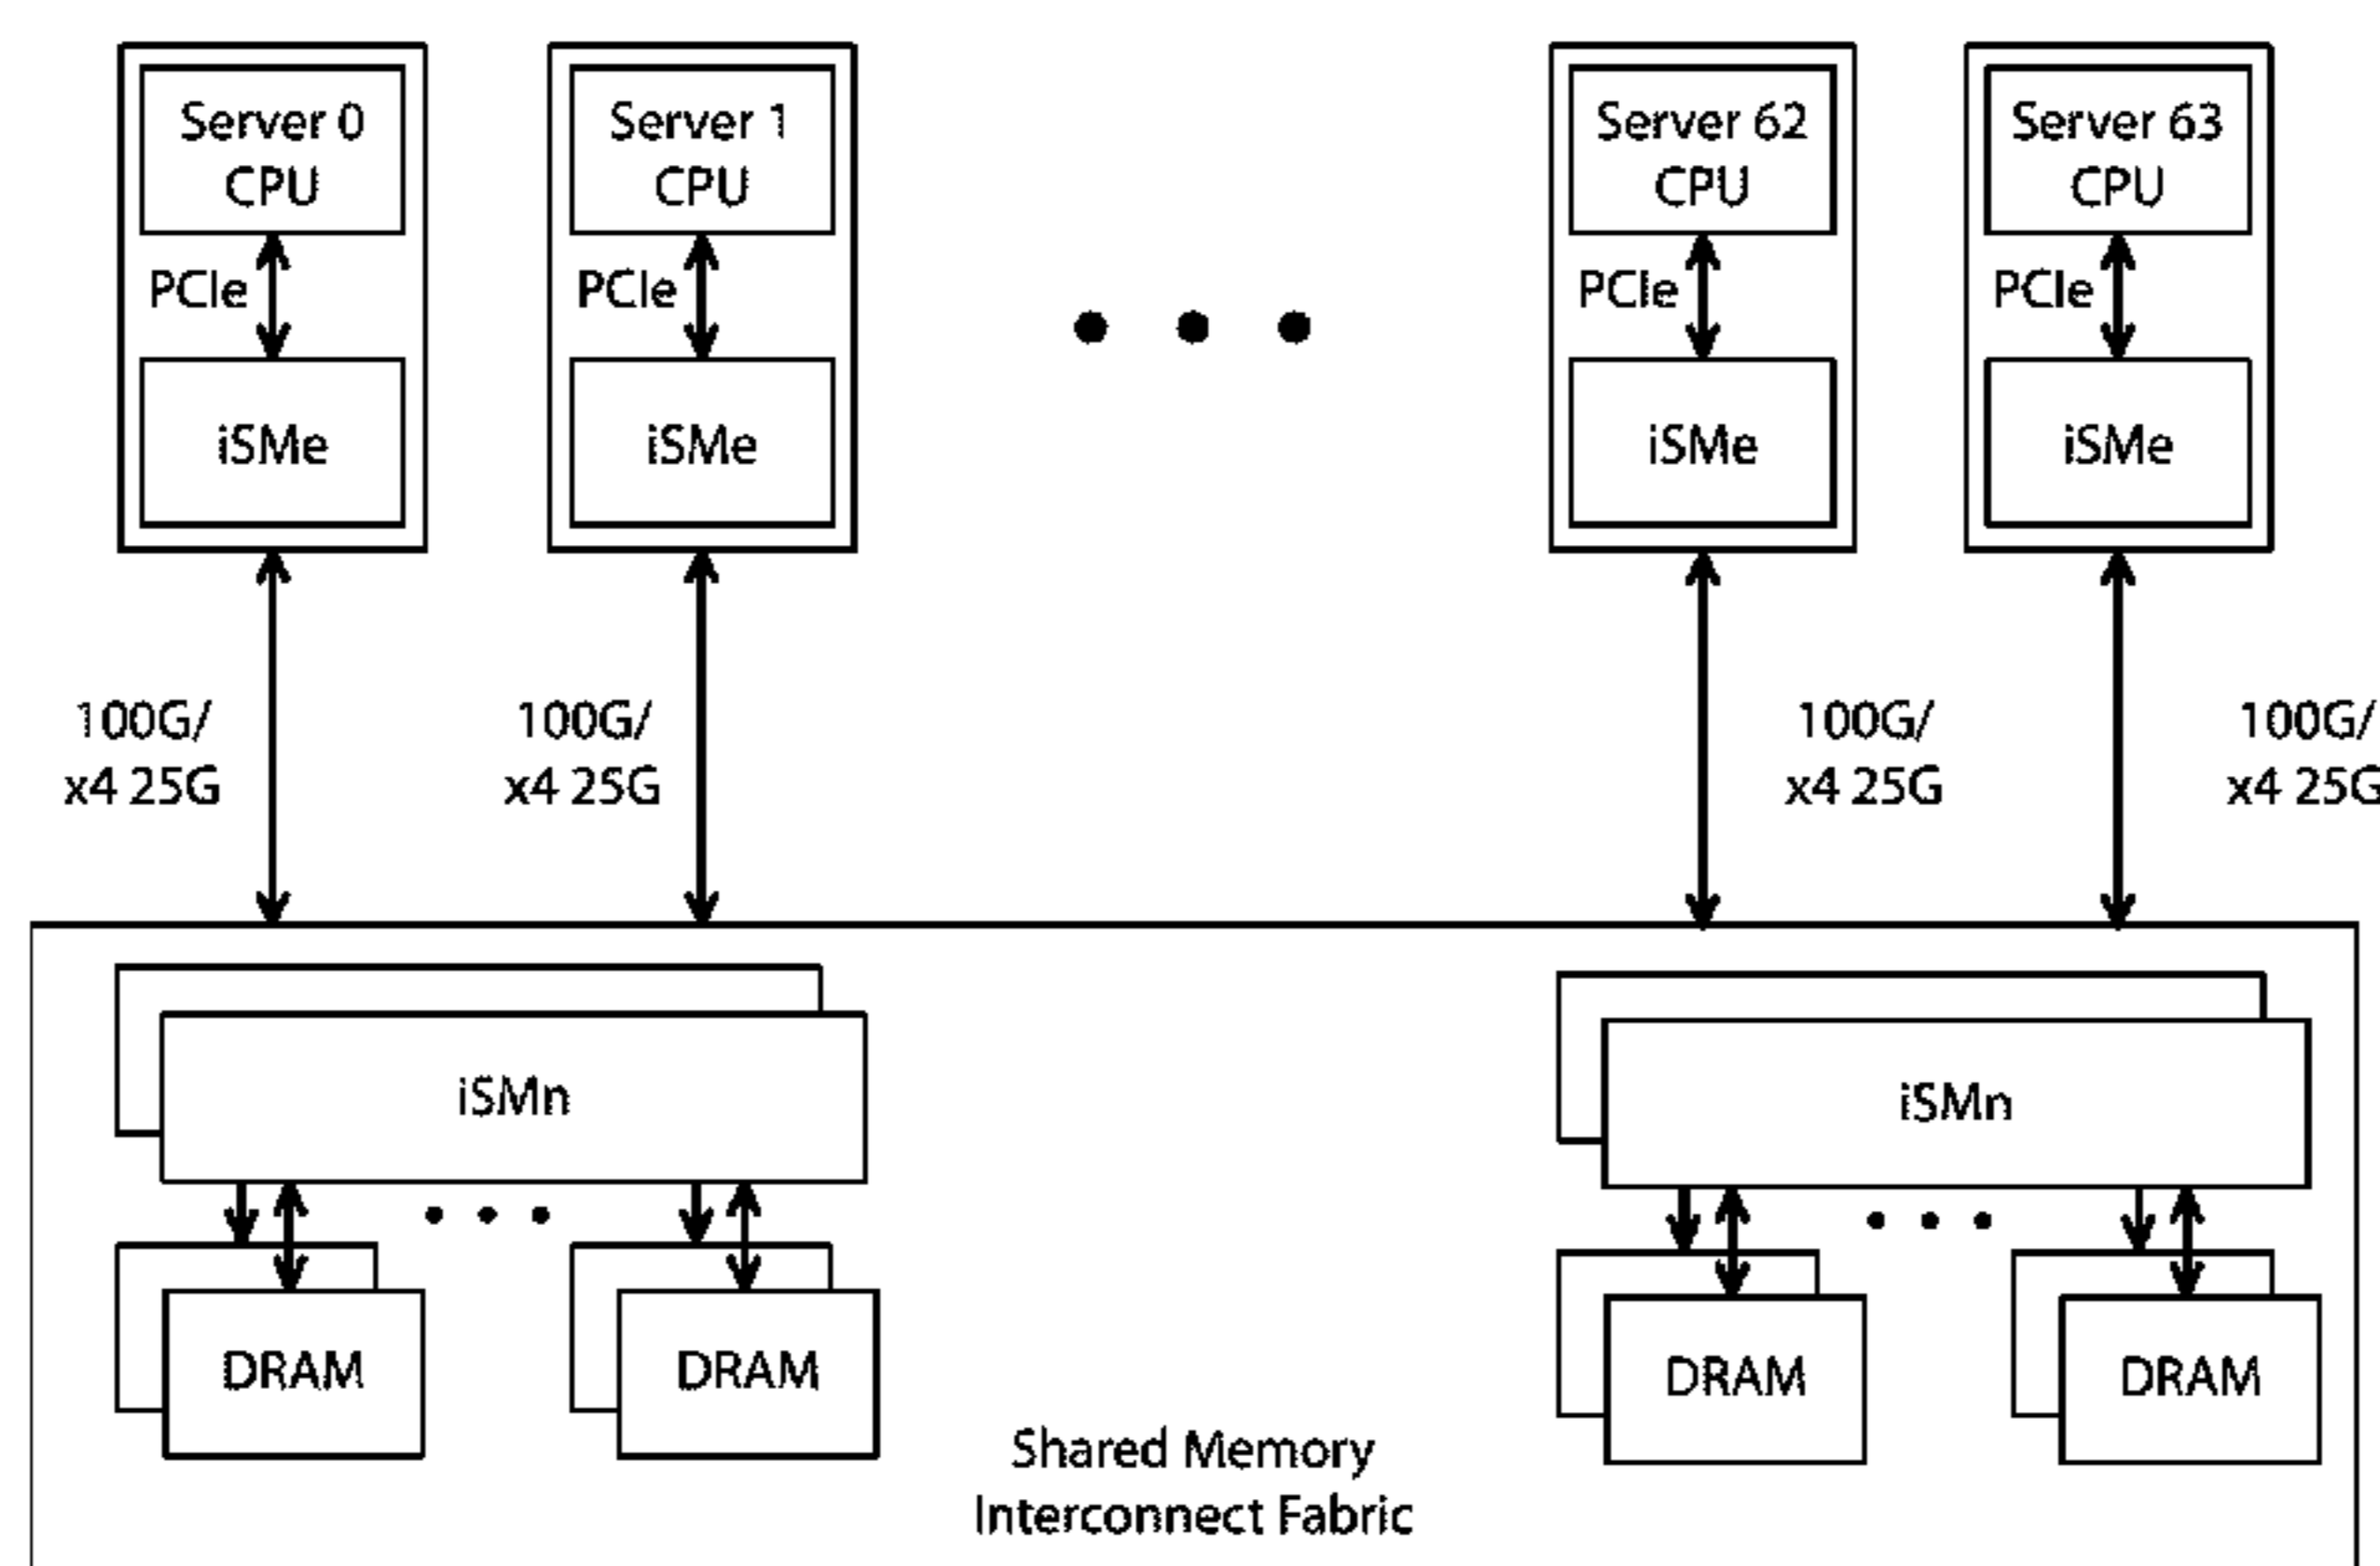 Server 0
CPU
PCIe
iSMe
Server 1
CPU
PCIe
iSMe
Server 62
CPU
PCIe
iSMe
Server 63
CPU
PCIe
iSMe
100G/
x4 25G
100G/
x4 25G
100G/
x4 25G
100G/
x4 25G
iSMn
iSMn
DRAM
DRAM
DRAM
DRAM
Shared Memory
Interconnect Fabric